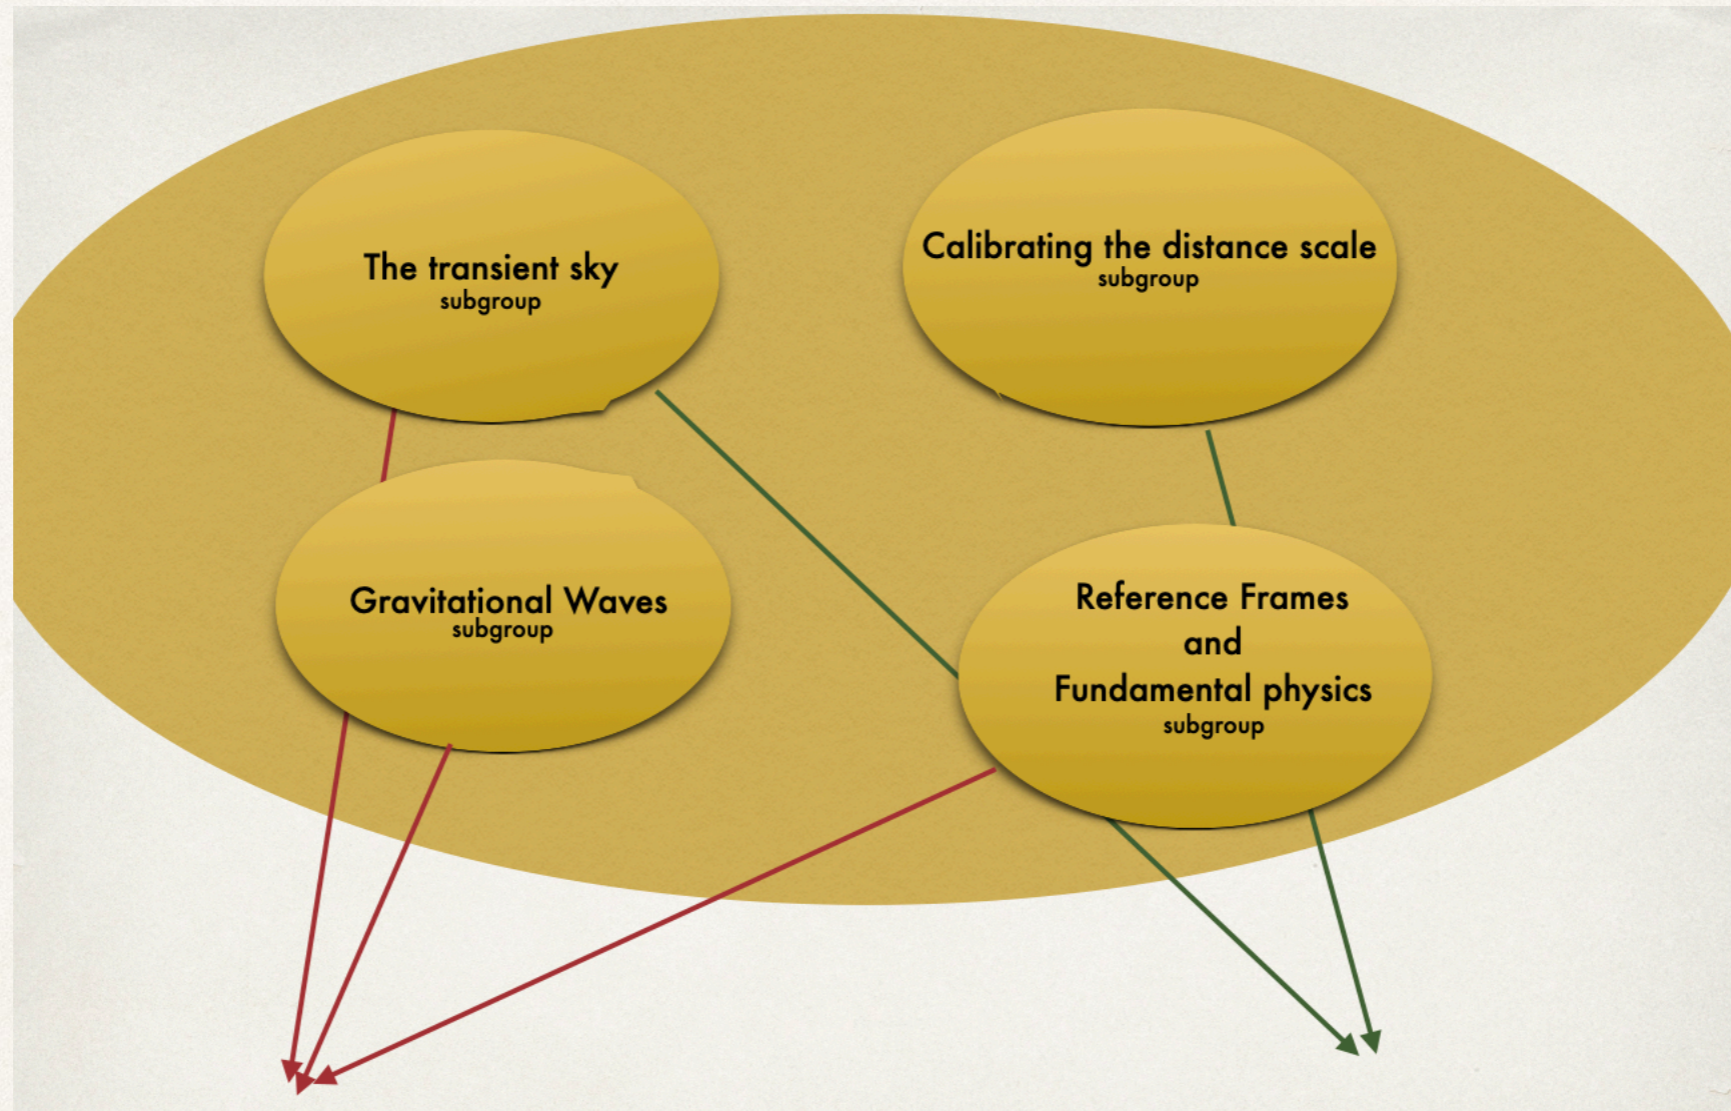 The transient sky
subgroup
Calibrating the distance scale
subgroup
Gravitational Waves
subgroup
Reference Frames
and
Fundamental physics
subgroup